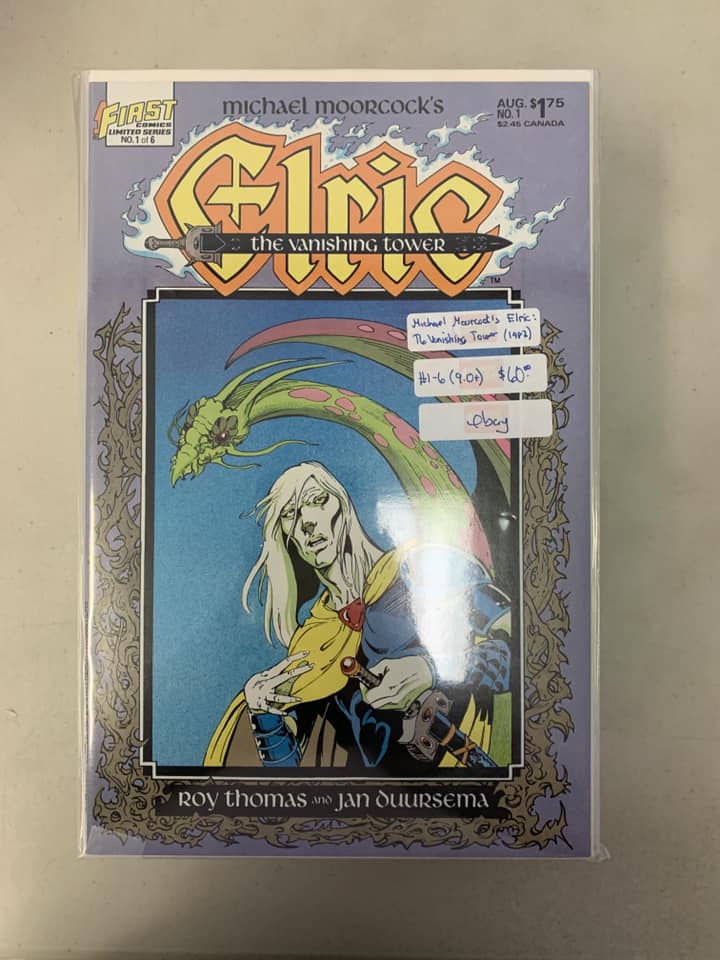 FIRST
COMICS
LIMITED SERIES
NO. 1 of 6
Michael Moorcock's
AUG. $1.75
NO. 1
$2.45 CANADA
Elric
the vanishing tower
TM
Michael Moorcock's Elric:
The Vanishing Tower (1987)
#1-6 (9.0+) $60.00
ebay
Roy Thomas and Jan Duursema